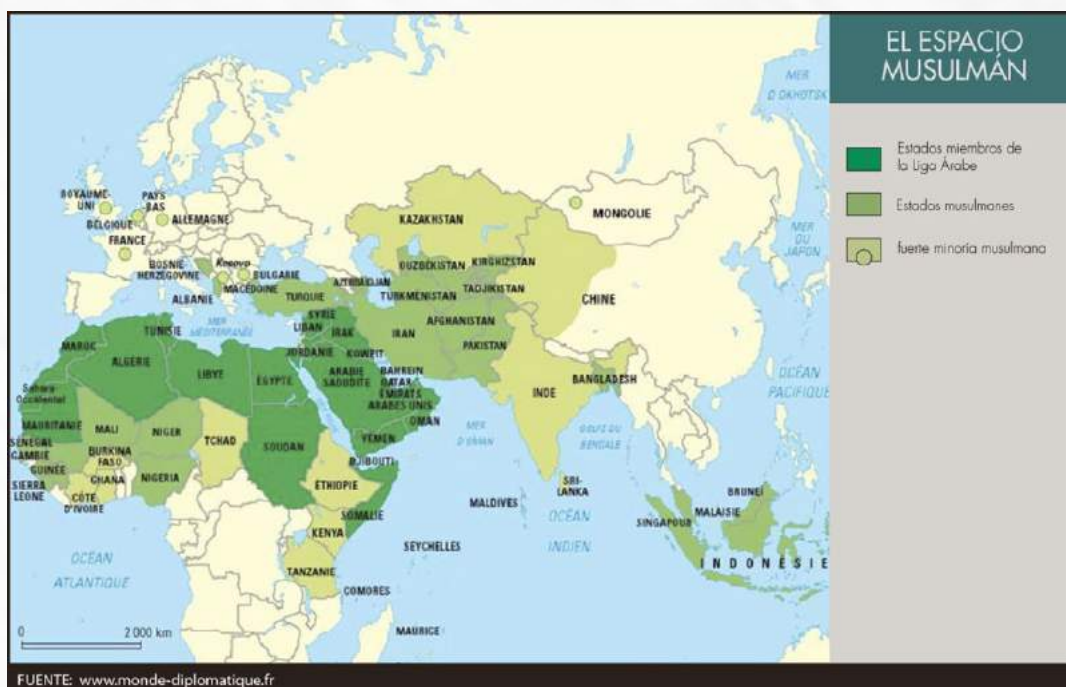 EL ESPACIO
MUSULMÁN
Estados miembros de
la Liga Árabe
Estados musulmanes
fuerte minoría musulmana
MER
D'OKHOTSK
ROYAUME-
UNI
PAYS-
BAS
BELGIQUE
ALLEMAGNE
FRANCE
KAZAKHSTAN
MONGOLIE
MER
DU
JAPON
BOSNIE-
HERZÉGOVINE
Kosovo
BULGARIE
MACÉDOINE
ALBANIE
AZERBAÏDJAN
OUZBÉKISTAN
KIRGHIZSTAN
TURQUIE
TURKMÉNISTAN
TADJIKISTAN
CHINE
MER
MÉDITERRANÉE
TUNISIE
SYRIE
LIBAN
IRAK
IRAN
AFGHANISTAN
MAROC
JORDANIE
KOWEIT
PAKISTAN
ALGERIE
LIBYE
ÉGYPTE
ARABIE
SAOUDITE
BAHREIN
QATAR
ÉMIRATS
ARABES UNIS
BANGLADESH
OCÉAN
PACIFIQUE
Sahara
Occidental
OMAN
INDE
MAURITANIE
MALI
NIGER
TCHAD
SOUDAN
YÉMEN
MER
D'OMAN
GOLFE DU
BENGALE
SÉNÉGAL
GAMBIE
BURKINA
FASO
DJIBOUTI
GUINÉE
GHANA
NIGERIA
SIERRA
LEONE
CÔTE
D'IVOIRE
ÉTHIOPIE
SRI-
LANKA
BRUNEÏ
SOMALIE
MALDIVES
OCÉAN
INDIEN
MALAISIE
SINGAPOUR
KENYA
SEYCHELLES
INDONÉSIE
OCÉAN
ATLANTIQUE
TANZANIE
COMORES
MAURICE
0 2 000 km
FUENTE: www.monde-diplomatique.fr